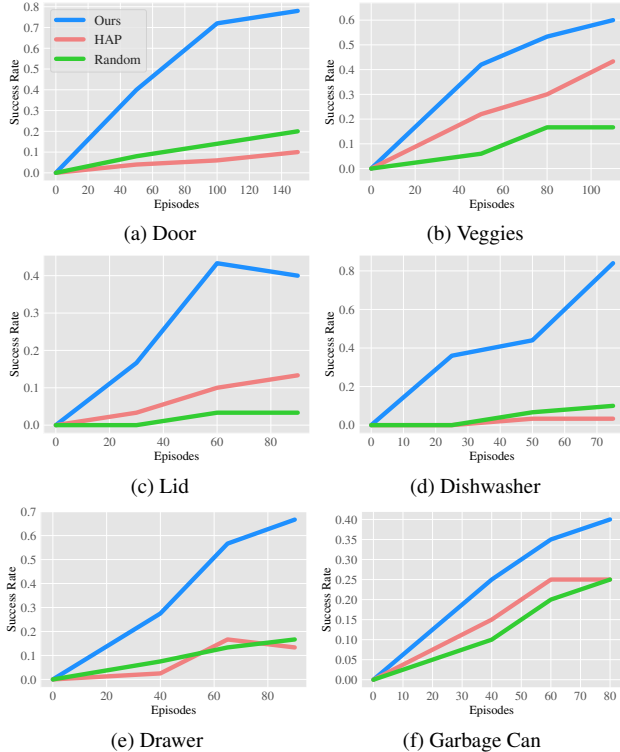 Ours
HAP
Random
Success Rate
0.8
0.7
0.6
0.5
0.4
0.3
0.2
0.1
0.0
0 20 40 60 80 100 120 140
Episodes
(a) Door
Success Rate
0.6
0.5
0.4
0.3
0.2
0.1
0.0
0 20 40 60 80 100
Episodes
(b) Veggies
Success Rate
0.4
0.3
0.2
0.1
0.0
0 20 40 60 80
Episodes
(c) Lid
Success Rate
0.8
0.6
0.4
0.2
0.0
0 10 20 30 40 50 60 70
Episodes
(d) Dishwasher
Success Rate
0.7
0.6
0.5
0.4
0.3
0.2
0.1
0.0
0 20 40 60 80
Episodes
(e) Drawer
Success Rate
0.40
0.35
0.30
0.25
0.20
0.15
0.10
0.05
0.00
0 10 20 30 40 50 60 70 80
Episodes
(f) Garbage Can